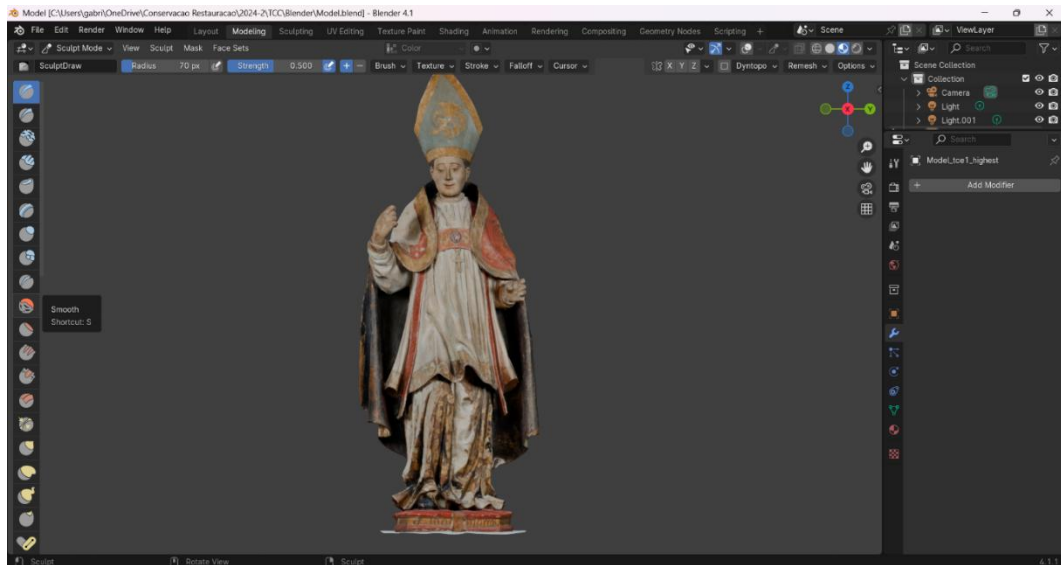 Model [C:\Users\gabri\OneDrive\Conservacao Restauracao\2024-2\TCC\Blender\Model.blend] - Blender 4.1
File Edit Render Window Help Layout Modeling Sculpting UV Editing Texture Paint Shading Animation Rendering Compositing Geometry Nodes Scripting + Scene ViewLayer
Sculpt Mode View Sculpt Mask Face Sets Color Search
SculptDraw Radius 70 px Strength 0.500 Brush Texture Stroke Falloff Cursor X Y Z Dyntopo Remesh Options
Scene Collection
Collection
Camera
Light
Light.001
Z
X
Y
Search
Model_tce1_highest
+ Add Modifier
Smooth
Shortcut: S
Sculpt Rotate View Sculpt 4.1.1